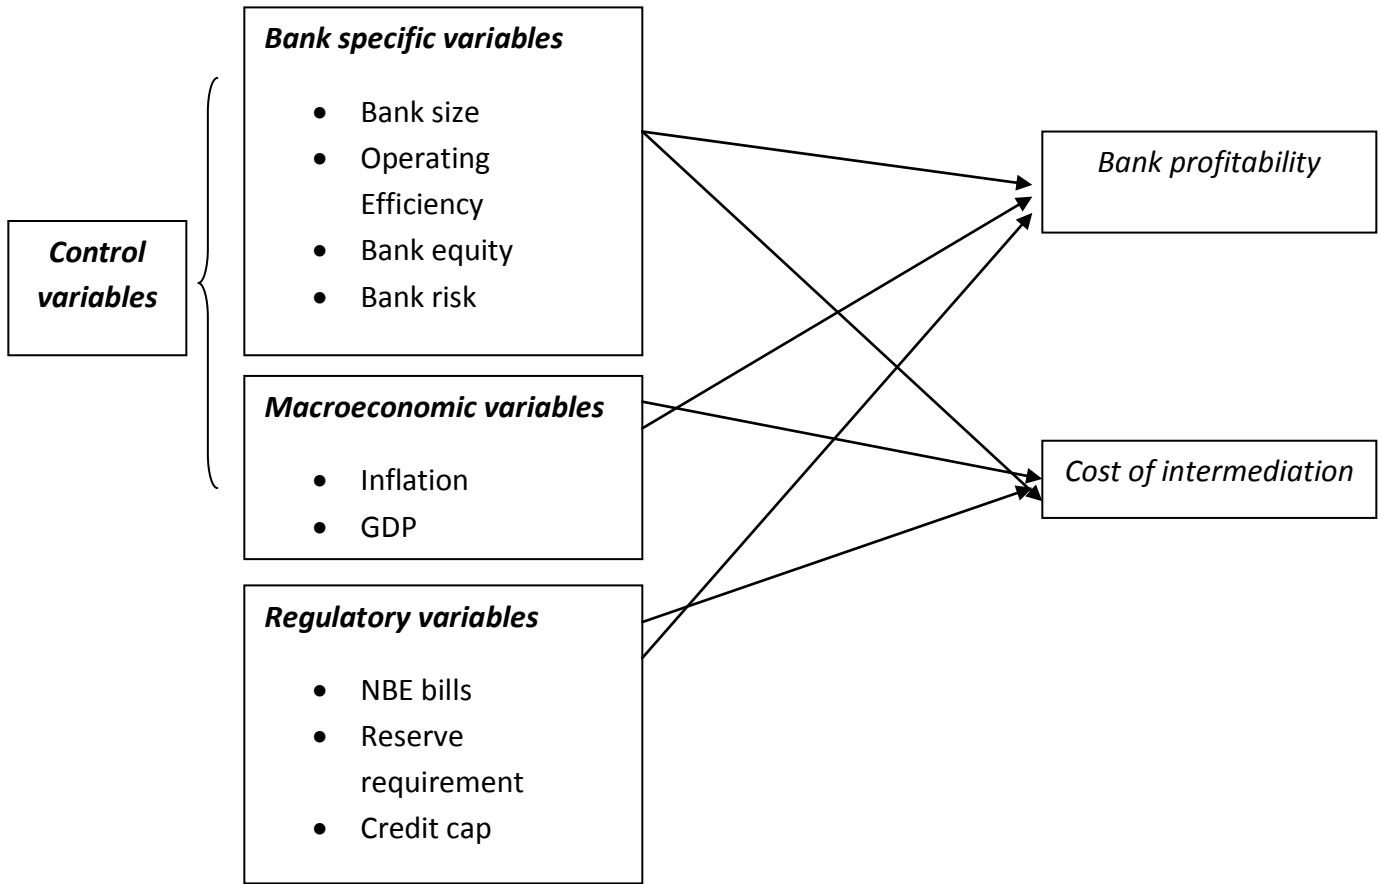 Bank specific variables
• Bank size
• Operating
Efficiency
• Bank equity
• Bank risk
Control
variables
Macroeconomic variables
• Inflation
• GDP
Regulatory variables
• NBE bills
• Reserve
requirement
• Credit cap
Bank profitability
Cost of intermediation